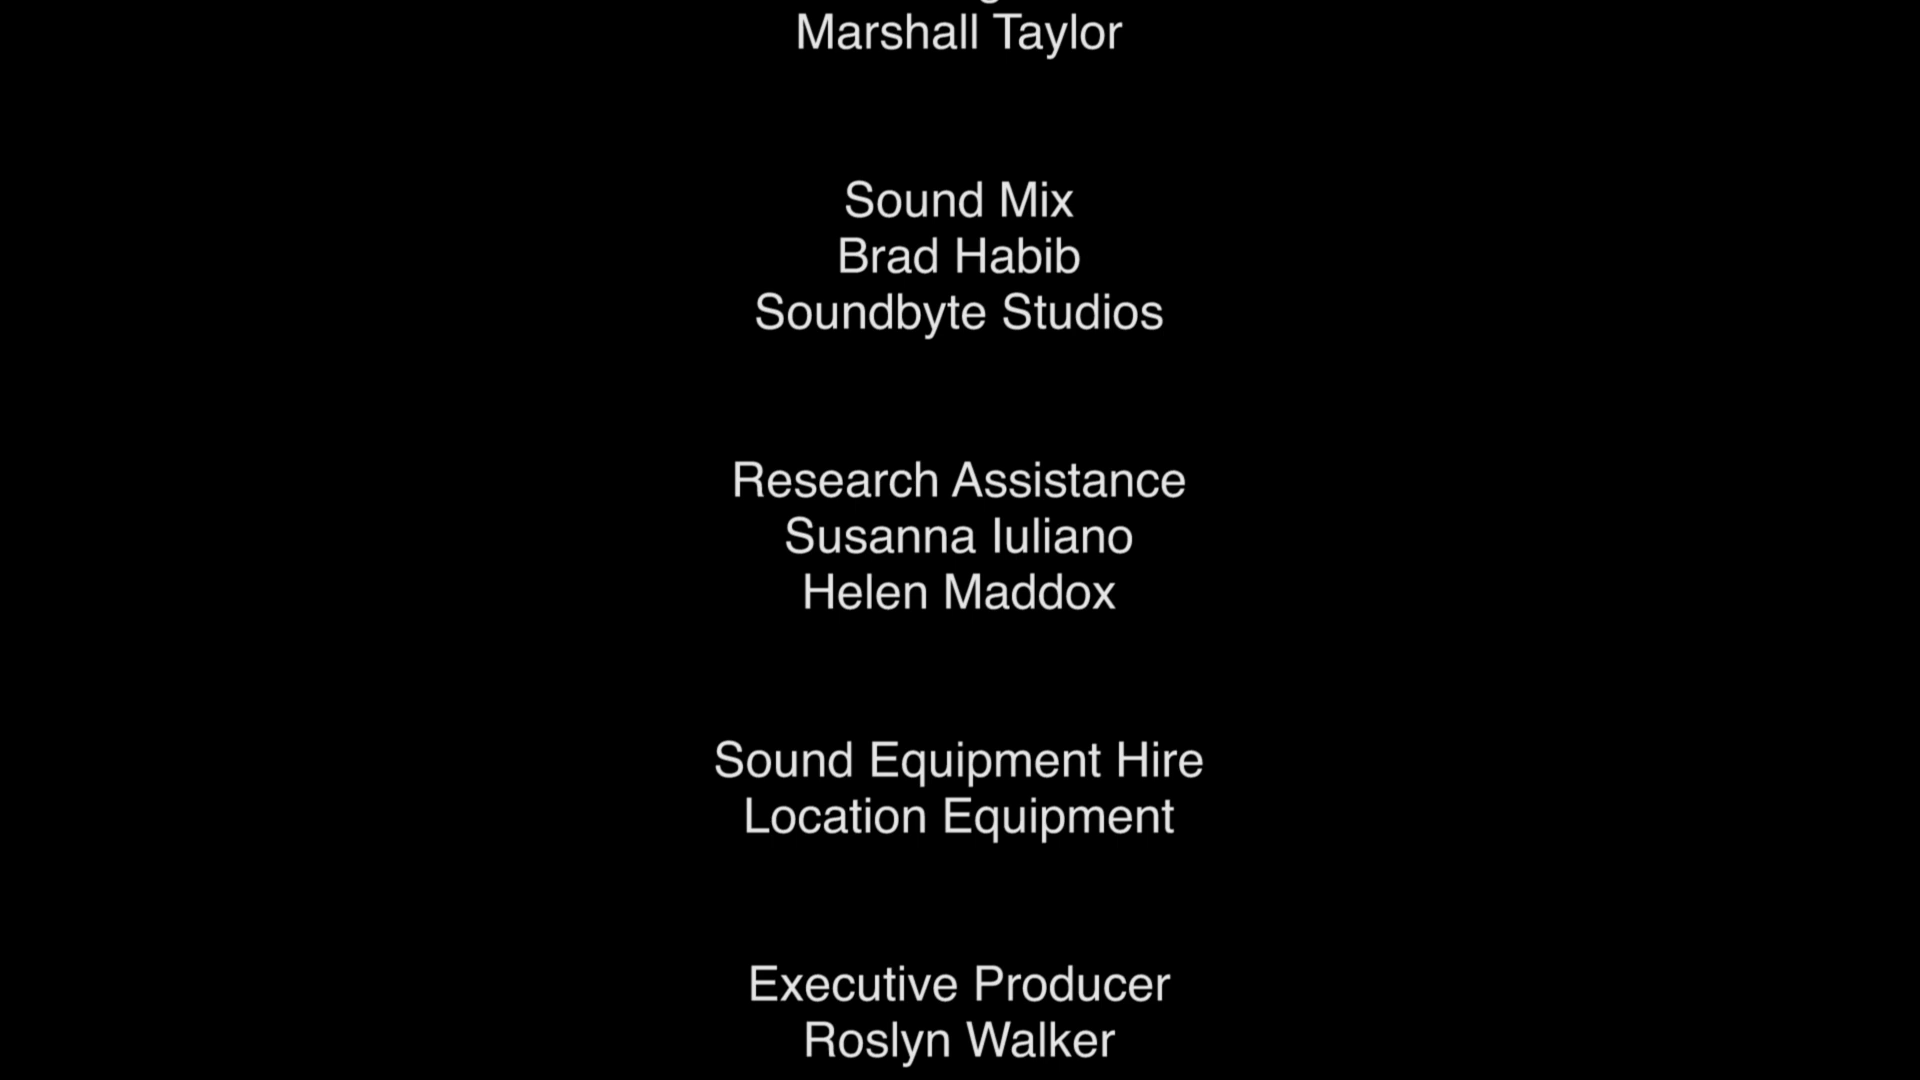 Marshall Taylor
Sound Mix
Brad Habib
Soundbyte Studios
Research Assistance
Susanna Iuliano
Helen Maddox
Sound Equipment Hire
Location Equipment
Executive Producer
Roslyn Walker